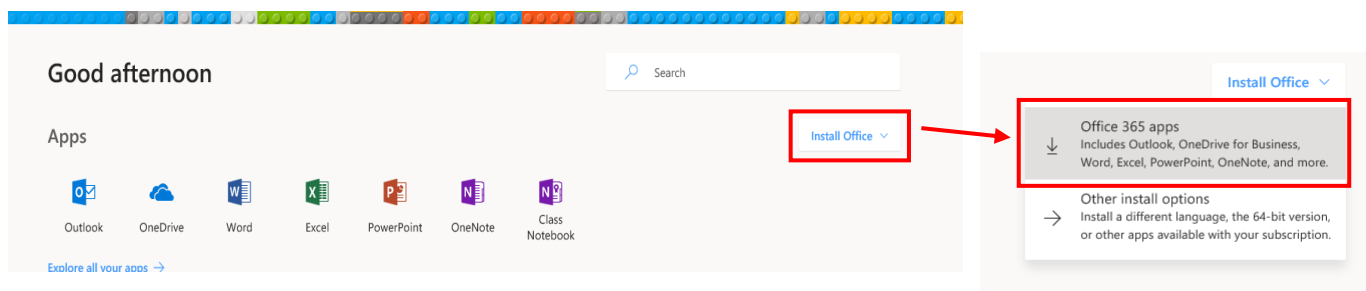 Good afternoon
Search
Apps
Install Office
Outlook
OneDrive
Word
Excel
PowerPoint
OneNote
Class
Notebook
Explore all your apps →
Install Office
Office 365 apps
Includes Outlook, OneDrive for Business,
Word, Excel, PowerPoint, OneNote, and more.
Other install options
Install a different language, the 64-bit version,
or other apps available with your subscription.